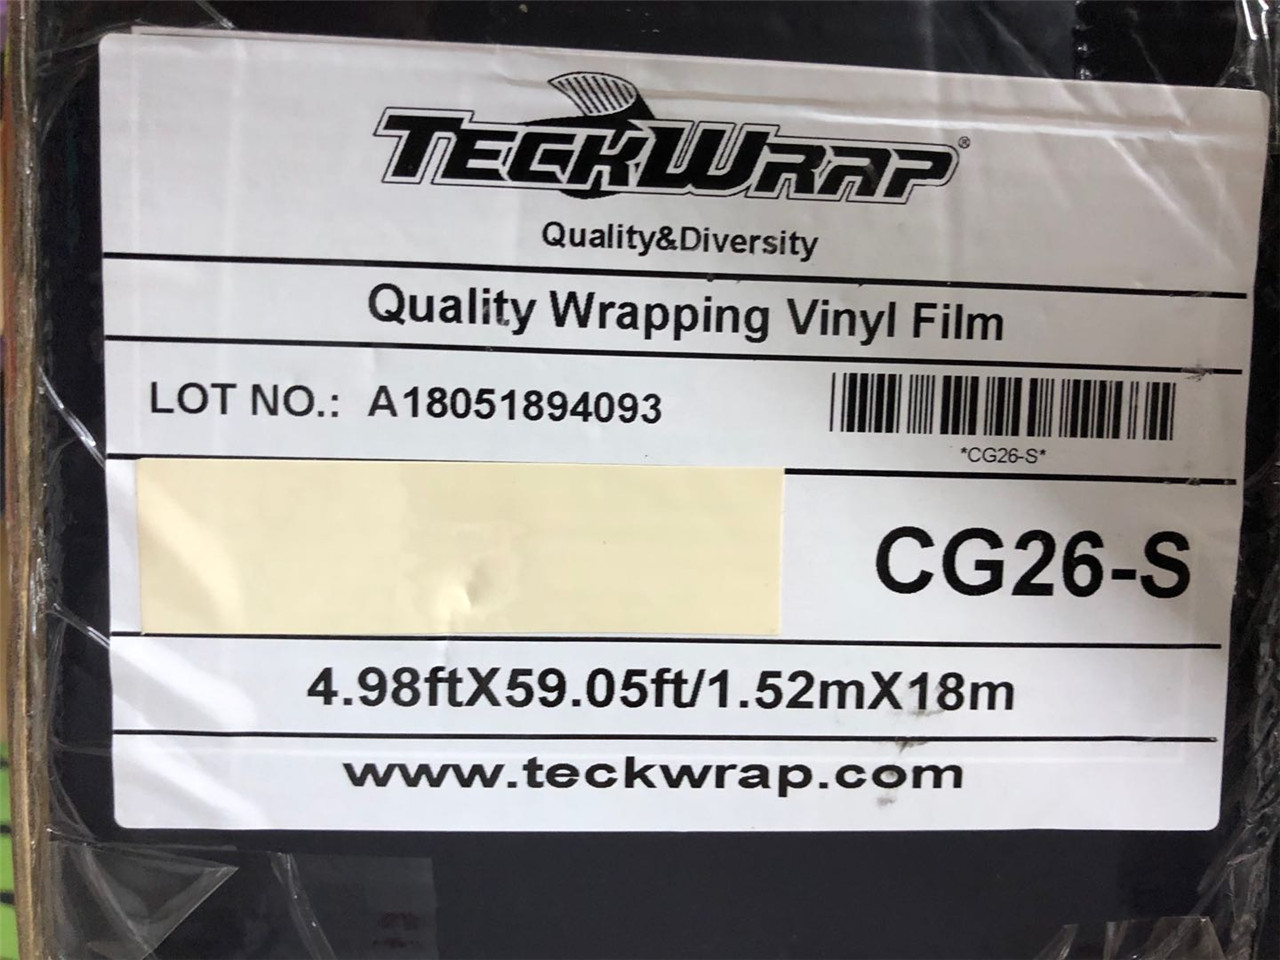 TECKWRAP®
Quality&Diversity
Quality Wrapping Vinyl Film
LOT NO.: A18051894093
*CG26-S*
CG26-S
4.98ftX59.05ft/1.52mX18m
www.teckwrap.com